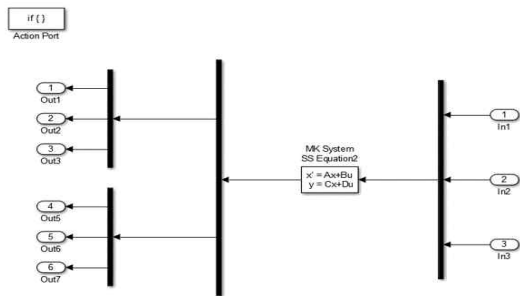 if { }
Action Port
1
Out1
2
Out2
3
Out3
4
Out5
5
Out6
6
Out7
MK System
SS Equation2
x' = Ax+Bu
y = Cx+Du
1
In1
2
In2
3
In3